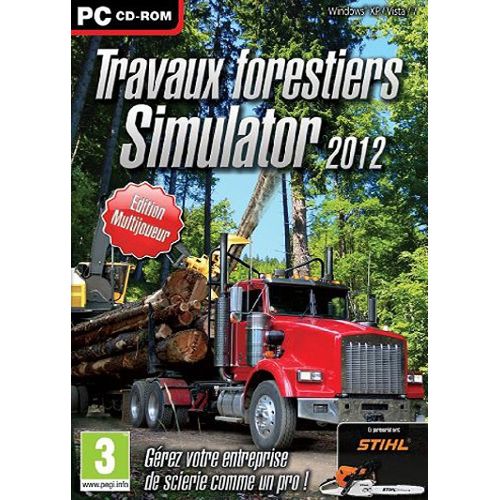 PC CD-ROM
Windows XP / Vista / 7
Travaux forestiers
Simulator 2012
Edition
Multijoueur
3
www.pegi.info
Gérez votre entreprise
de scierie comme un pro !
En partenariat avec
STIHL
STIHL